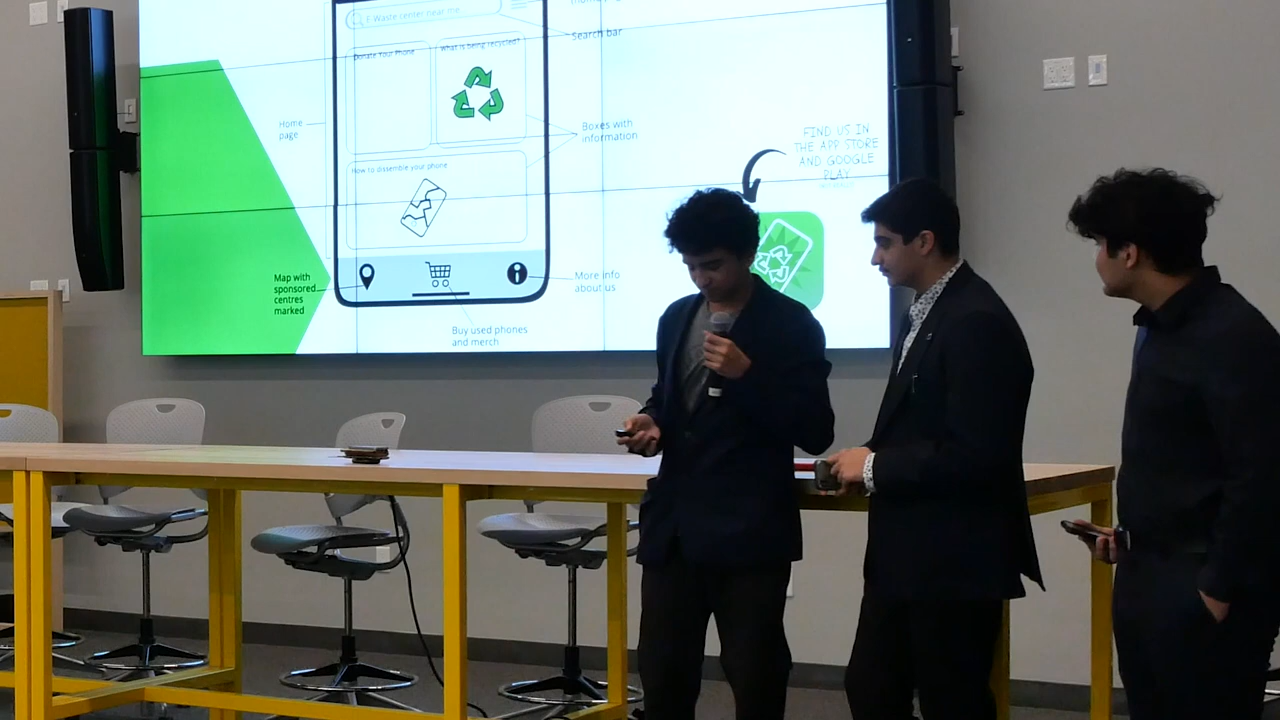 E-Waste center near me
Search bar
Donate Your Phone
What is being recycled?
Home
page
Boxes with
information
FIND US IN
THE APP STORE
AND GOOGLE
PLAY
How to dissemble your phone
Map with
sponsored
centres
marked
More info
about us
Buy used phones
and merch